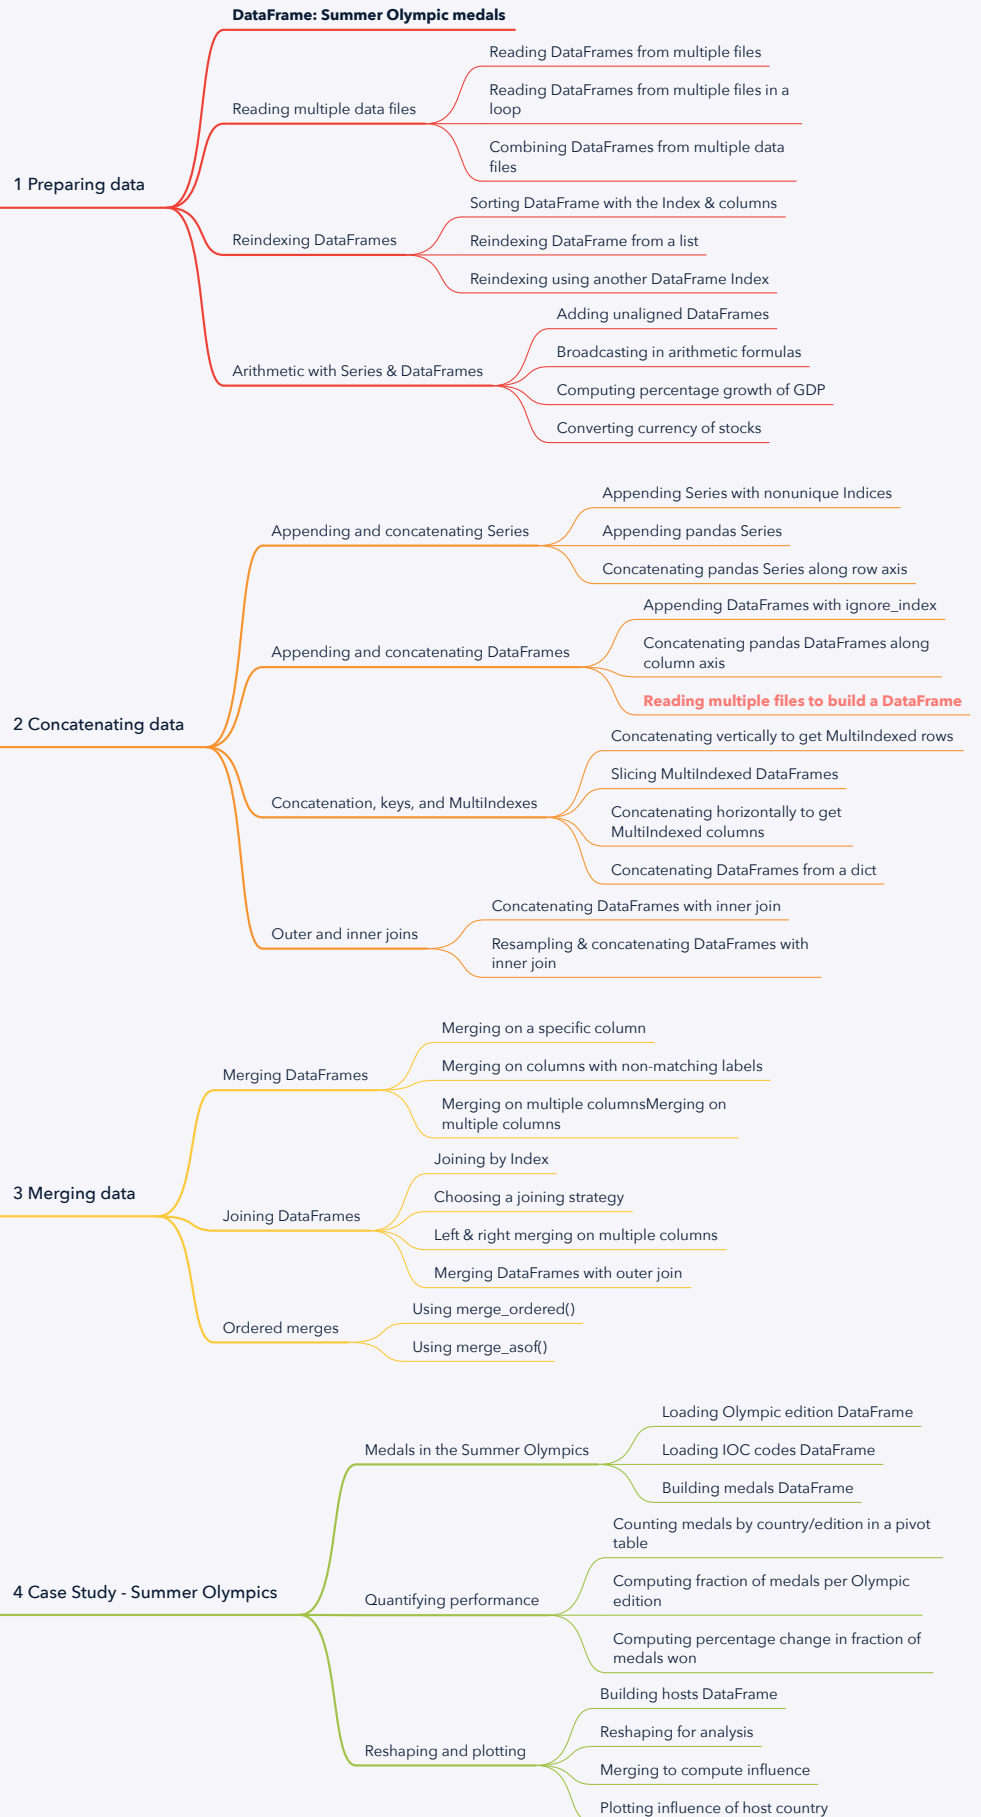 DataFrame: Summer Olympic medals
Reading DataFrames from multiple files
Reading DataFrames from multiple files in a
loop
Reading multiple data files
Combining DataFrames from multiple data
files
1 Preparing data
Sorting DataFrame with the Index & columns
Reindexing DataFrames
Reindexing DataFrame from a list
Reindexing using another DataFrame Index
Adding unaligned DataFrames
Broadcasting in arithmetic formulas
Arithmetic with Series & DataFrames
Computing percentage growth of GDP
Converting currency of stocks
Appending Series with nonunique Indices
Appending and concatenating Series
Appending pandas Series
Concatenating pandas Series along row axis
Appending DataFrames with ignore_index
Appending and concatenating DataFrames
Concatenating pandas DataFrames along
column axis
Reading multiple files to build a DataFrame
2 Concatenating data
Concatenating vertically to get MultiIndexed rows
Slicing MultiIndexed DataFrames
Concatenation, keys, and MultiIndexes
Concatenating horizontally to get
MultiIndexed columns
Concatenating DataFrames from a dict
Concatenating DataFrames with inner join
Outer and inner joins
Resampling & concatenating DataFrames with
inner join
Merging on a specific column
Merging DataFrames
Merging on columns with non-matching labels
Merging on multiple columnsMerging on
multiple columns
3 Merging data
Joining by Index
Choosing a joining strategy
Joining DataFrames
Left & right merging on multiple columns
Merging DataFrames with outer join
Using merge_ordered()
Ordered merges
Using merge_asof()
Loading Olympic edition DataFrame
Medals in the Summer Olympics
Loading IOC codes DataFrame
Building medals DataFrame
Counting medals by country/edition in a pivot
table
4 Case Study - Summer Olympics
Quantifying performance
Computing fraction of medals per Olympic
edition
Computing percentage change in fraction of
medals won
Building hosts DataFrame
Reshaping for analysis
Reshaping and plotting
Merging to compute influence
Plotting influence of host country